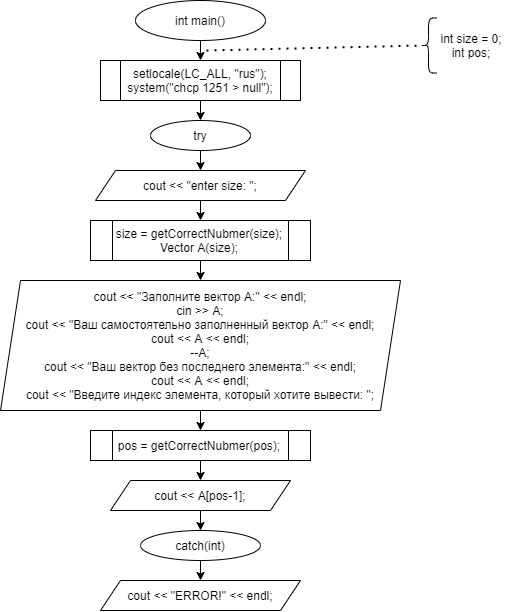 int main()
int size = 0;
int pos;
setlocale(LC_ALL, "rus");
system("chcp 1251 > null");
try
cout << "enter size: ";
size = getCorrectNubmer(size);
Vector A(size);
cout << "Заполните вектор A:" << endl;
cin >> A;
cout << "Ваш самостоятельно заполненный вектор A:" << endl;
cout << A << endl;
--A;
cout << "Ваш вектор без последнего элемента:" << endl;
cout << A << endl;
cout << "Введите индекс элемента, который хотите вывести: ";
pos = getCorrectNubmer(pos);
cout << A[pos-1];
catch(int)
cout << "ERROR!" << endl;